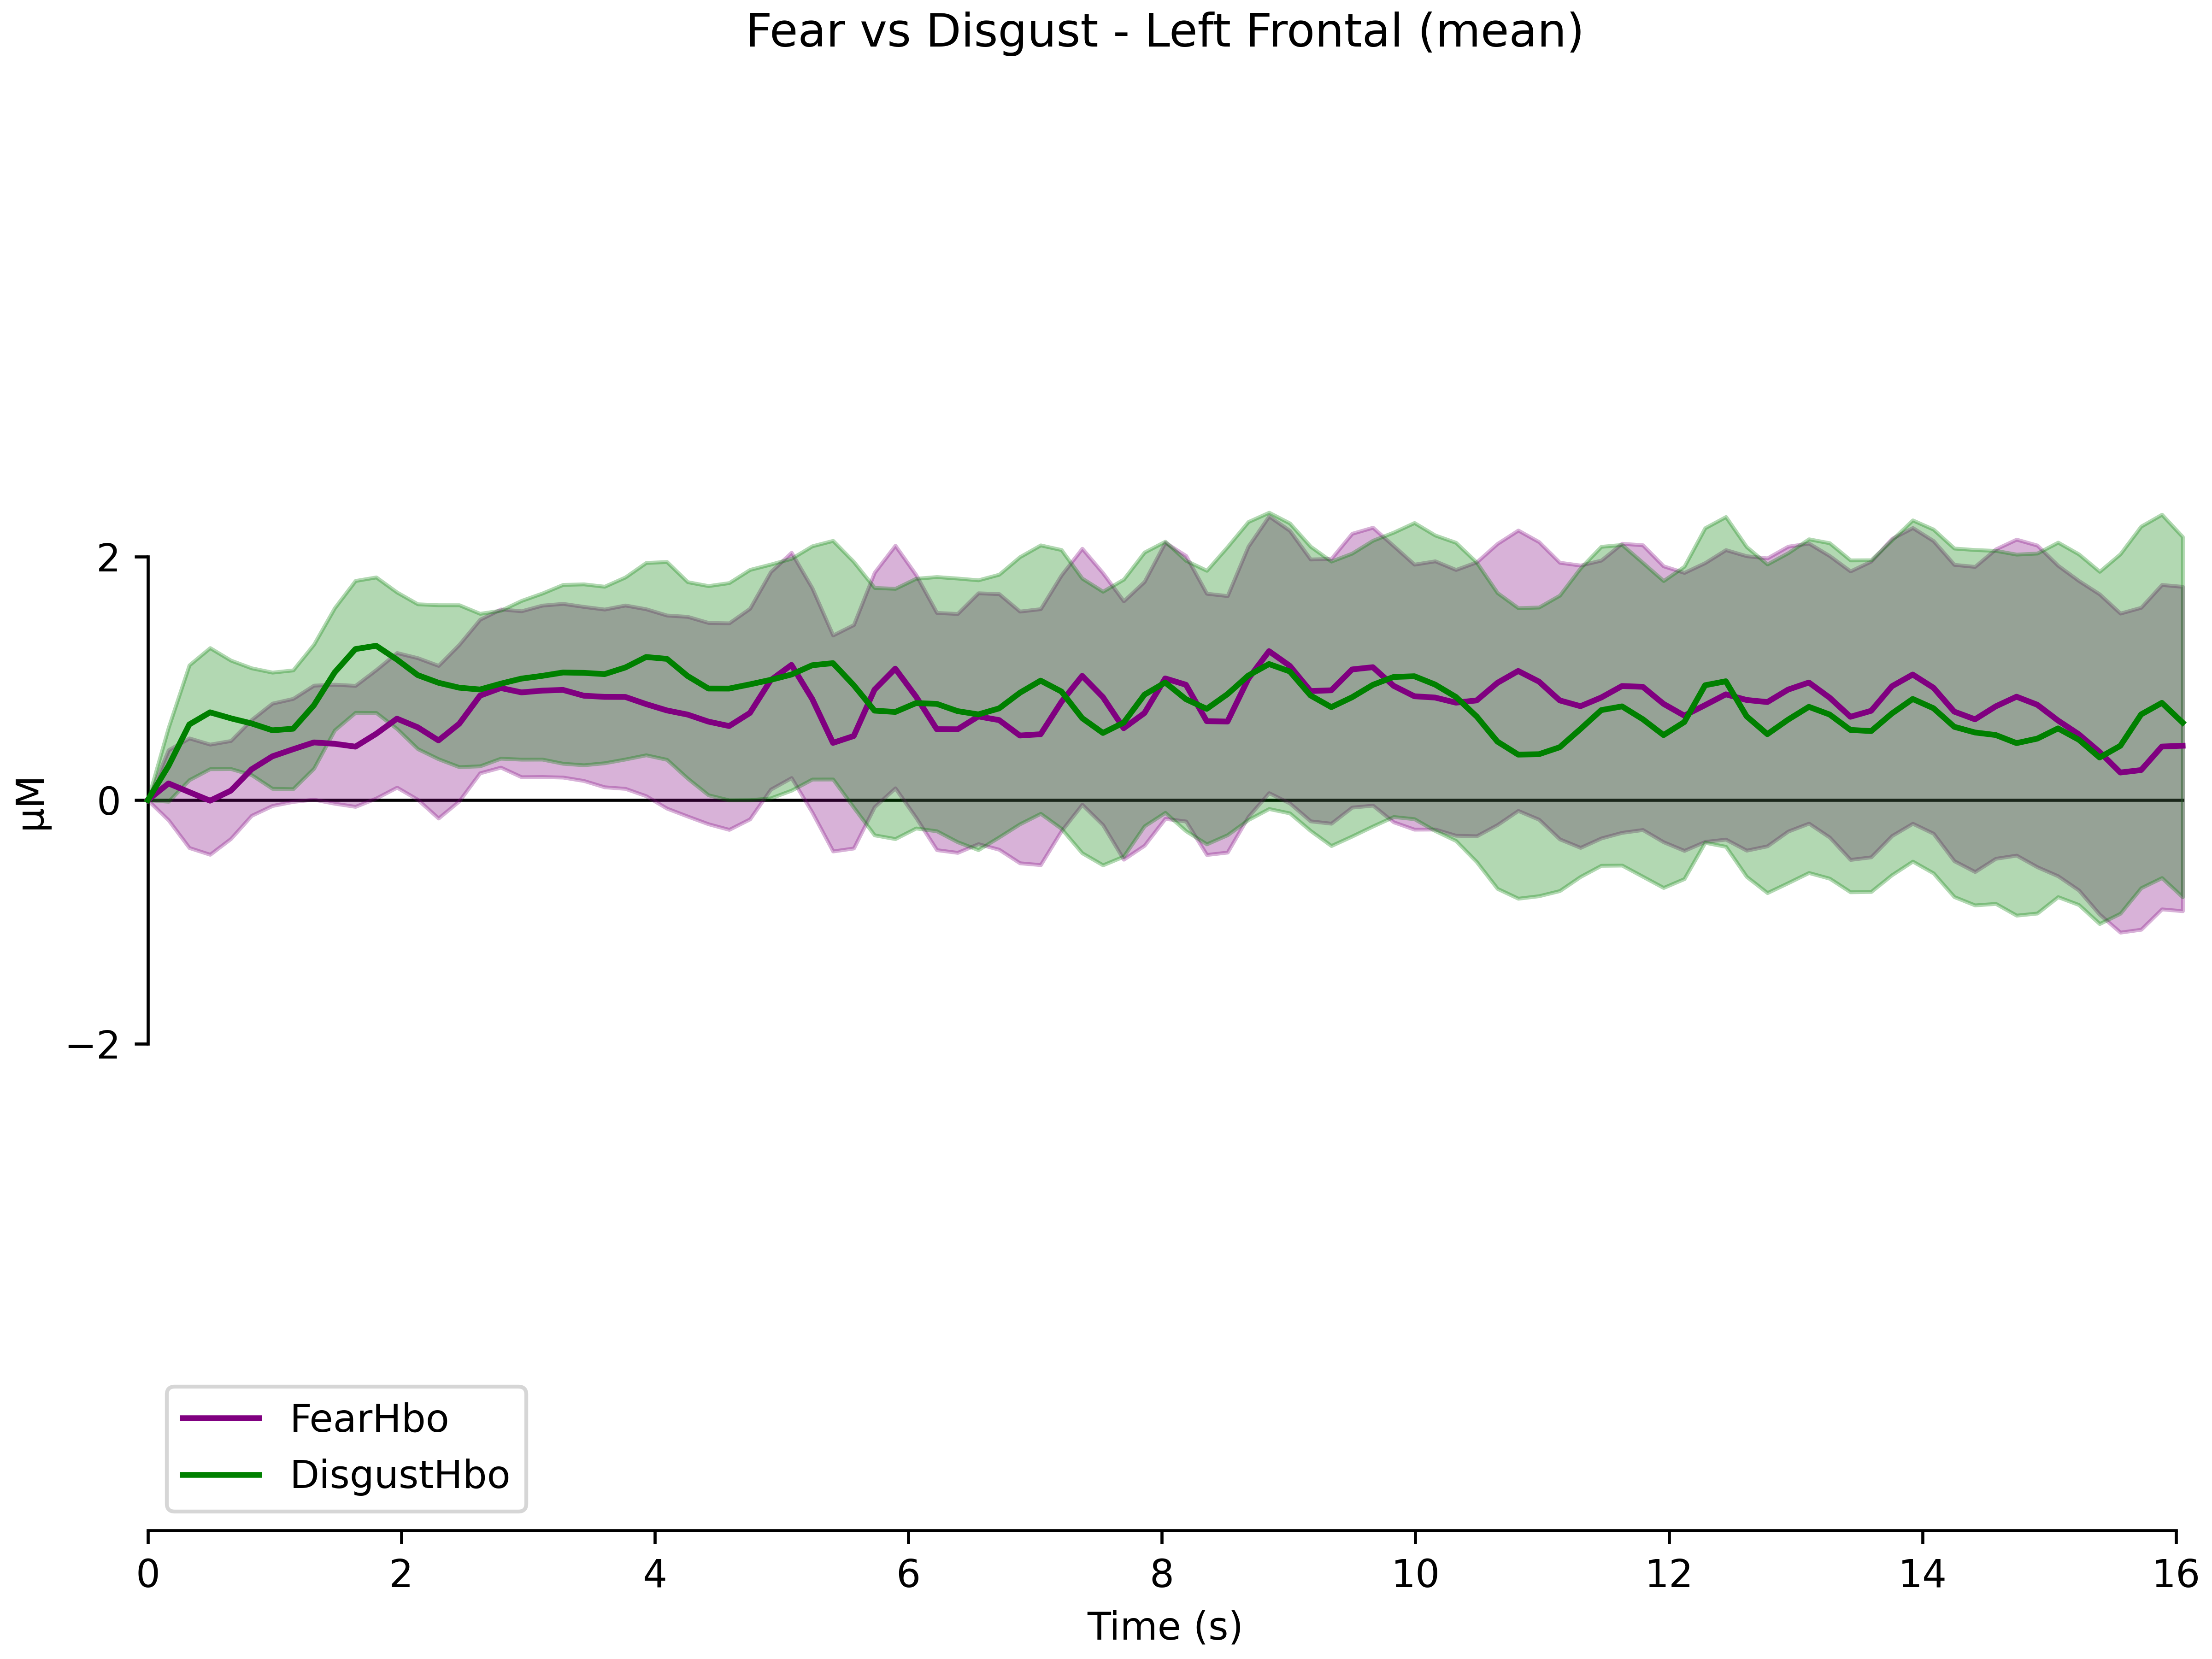 Fear vs Disgust - Left Frontal (mean)
µM
2
0
−2
FearHbo
DisgustHbo
0 2 4 6 8 10 12 14 16
Time (s)